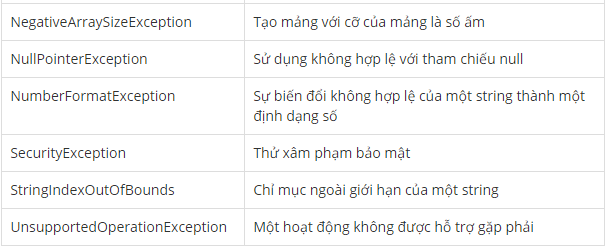 NegativeArraySizeException Tạo mảng với cỡ của mảng là số ấm
NullPointerException Sử dụng không hợp lệ với tham chiếu null
NumberFormatException Sự biến đổi không hợp lệ của một string thành một
định dạng số
SecurityException Thử xâm phạm bảo mật
StringIndexOutOfBounds Chỉ mục ngoài giới hạn của một string
UnsupportedOperationException Một hoạt động không được hỗ trợ gặp phải